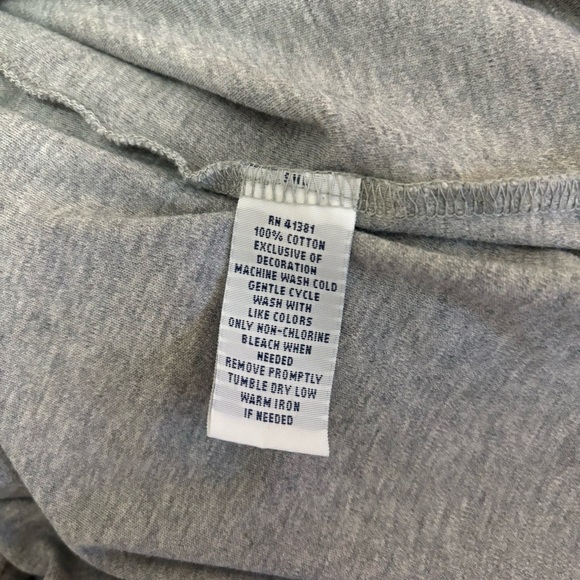 RN 41381
100% COTTON
EXCLUSIVE OF
DECORATION
MACHINE WASH COLD
GENTLE CYCLE
WASH WITH
LIKE COLORS
ONLY NON-CHLORINE
BLEACH WHEN
NEEDED
REMOVE PROMPTLY
TUMBLE DRY LOW
WARM IRON
IF NEEDED